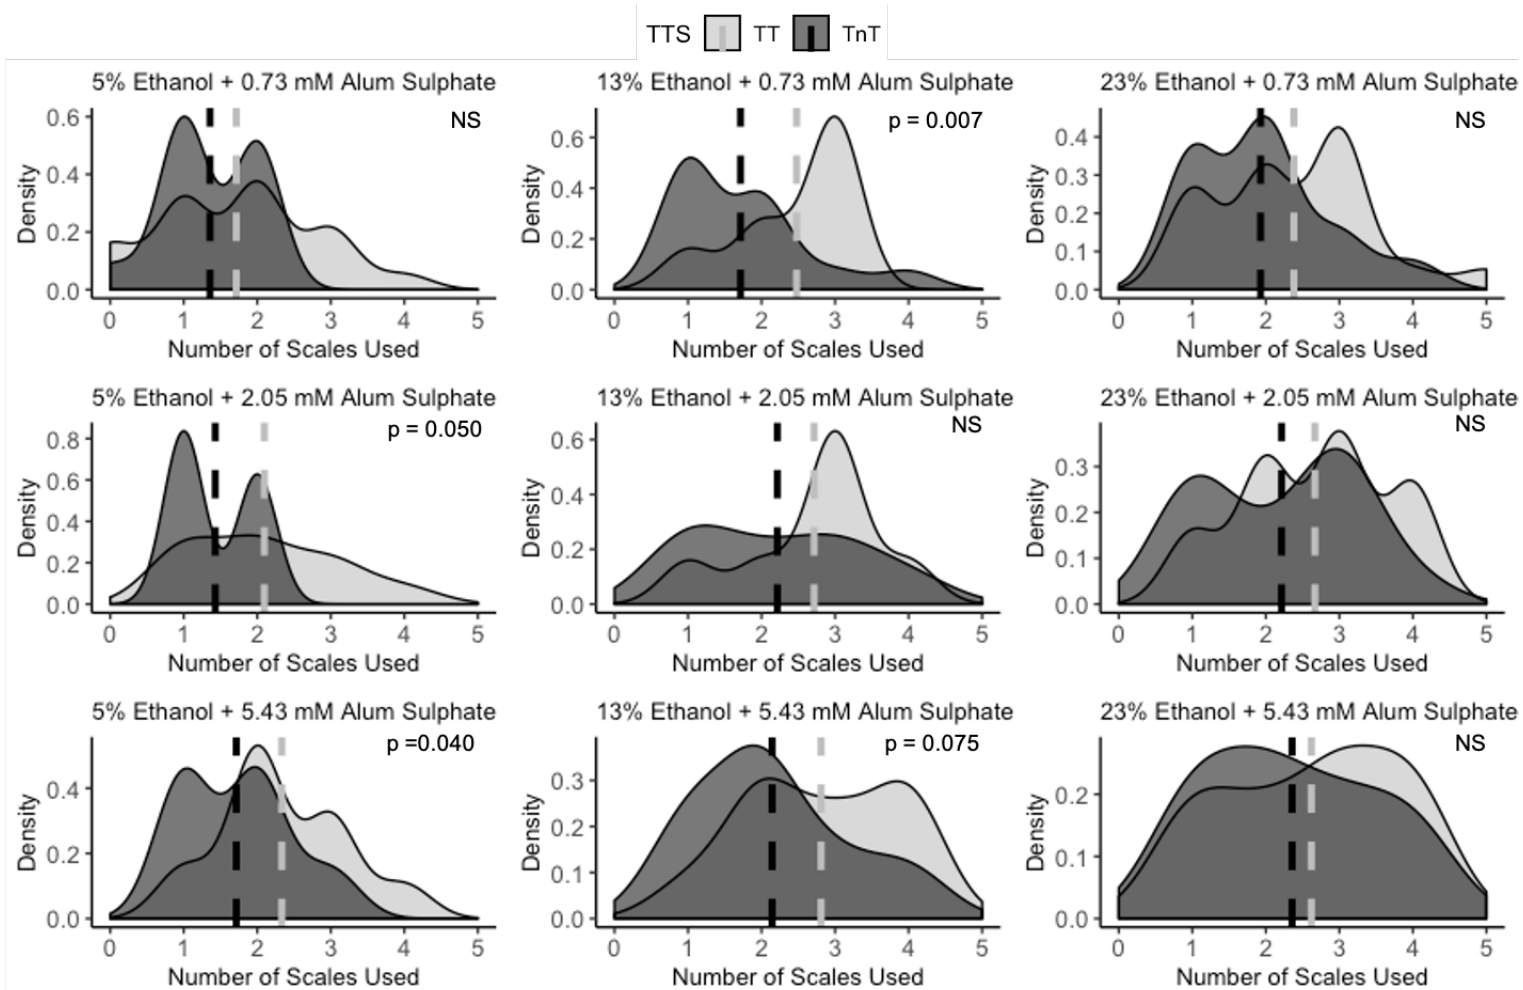 TTS TT TnT
5% Ethanol + 0.73 mM Alum Sulphate
NS
Density
0.6
0.4
0.2
0.0
0 1 2 3 4 5
Number of Scales Used
13% Ethanol + 0.73 mM Alum Sulphate
p = 0.007
Density
0.6
0.4
0.2
0.0
0 1 2 3 4 5
Number of Scales Used
23% Ethanol + 0.73 mM Alum Sulphate
NS
Density
0.4
0.3
0.2
0.1
0.0
0 1 2 3 4 5
Number of Scales Used
5% Ethanol + 2.05 mM Alum Sulphate
p = 0.050
Density
0.8
0.6
0.4
0.2
0.0
0 1 2 3 4 5
Number of Scales Used
13% Ethanol + 2.05 mM Alum Sulphate
NS
Density
0.6
0.4
0.2
0.0
0 1 2 3 4 5
Number of Scales Used
23% Ethanol + 2.05 mM Alum Sulphate
NS
Density
0.3
0.2
0.1
0.0
0 1 2 3 4 5
Number of Scales Used
5% Ethanol + 5.43 mM Alum Sulphate
p =0.040
Density
0.4
0.2
0.0
0 1 2 3 4 5
Number of Scales Used
13% Ethanol + 5.43 mM Alum Sulphate
p = 0.075
Density
0.3
0.2
0.1
0.0
0 1 2 3 4 5
Number of Scales Used
23% Ethanol + 5.43 mM Alum Sulphate
NS
Density
0.2
0.1
0.0
0 1 2 3 4 5
Number of Scales Used